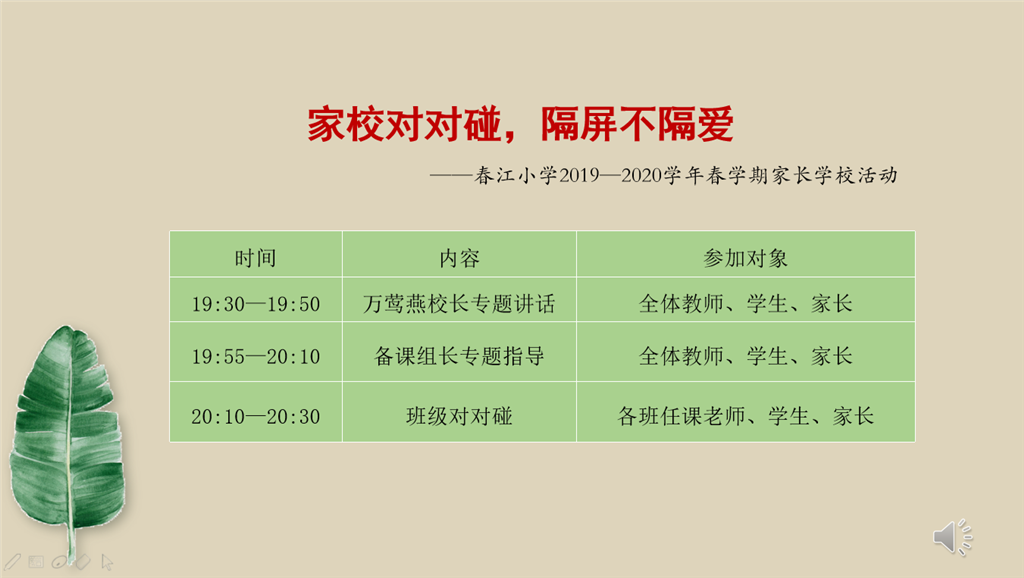 家校对对碰，隔屏不隔爱
——春江小学2019—2020学年春学期家长学校活动
时间 内容 参加对象
19:30—19:50 万莺燕校长专题讲话 全体教师、学生、家长
19:55—20:10 备课组长专题指导 全体教师、学生、家长
20:10—20:30 班级对对碰 各班任课老师、学生、家长